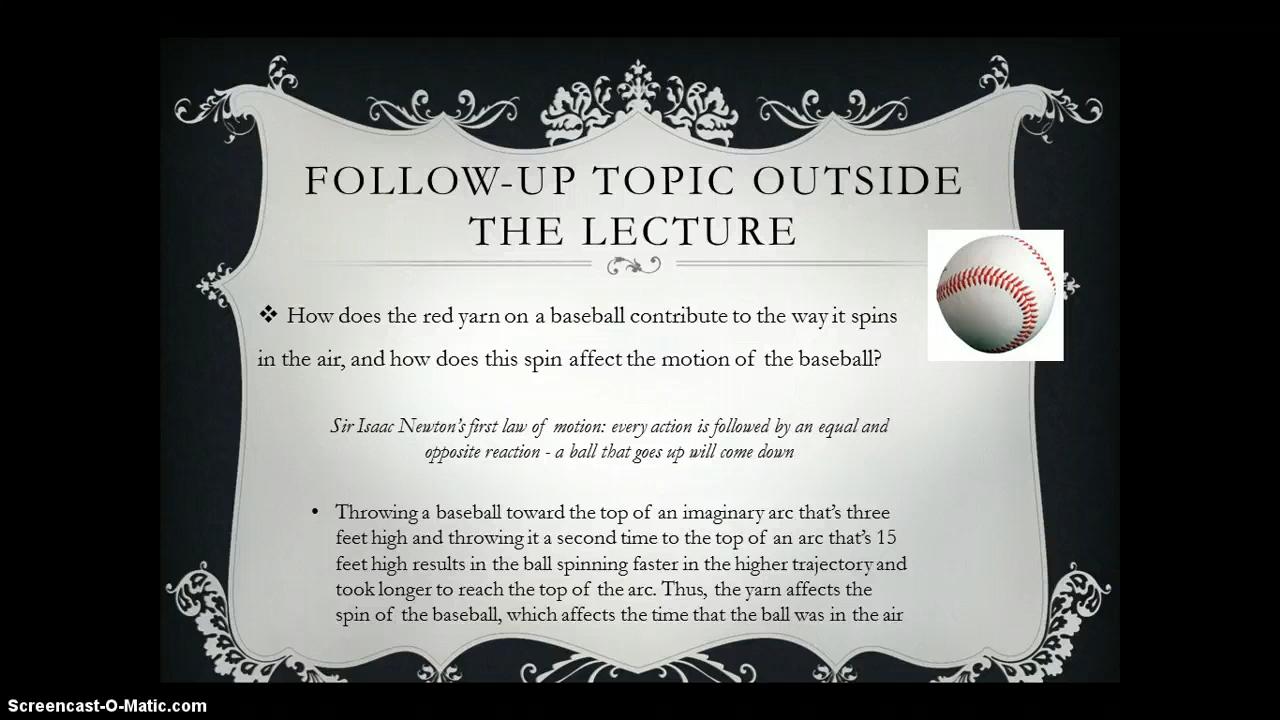 FOLLOW-UP TOPIC OUTSIDE
THE LECTURE
❖ How does the red yarn on a baseball contribute to the way it spins
in the air, and how does this spin affect the motion of the baseball?
Sir Isaac Newton's first law of motion: every action is followed by an equal and
opposite reaction - a ball that goes up will come down
• Throwing a baseball toward the top of an imaginary arc that's three
feet high and throwing it a second time to the top of an arc that's 15
feet high results in the ball spinning faster in the higher trajectory and
took longer to reach the top of the arc. Thus, the yarn affects the
spin of the baseball, which affects the time that the ball was in the air
Screencast-O-Matic.com